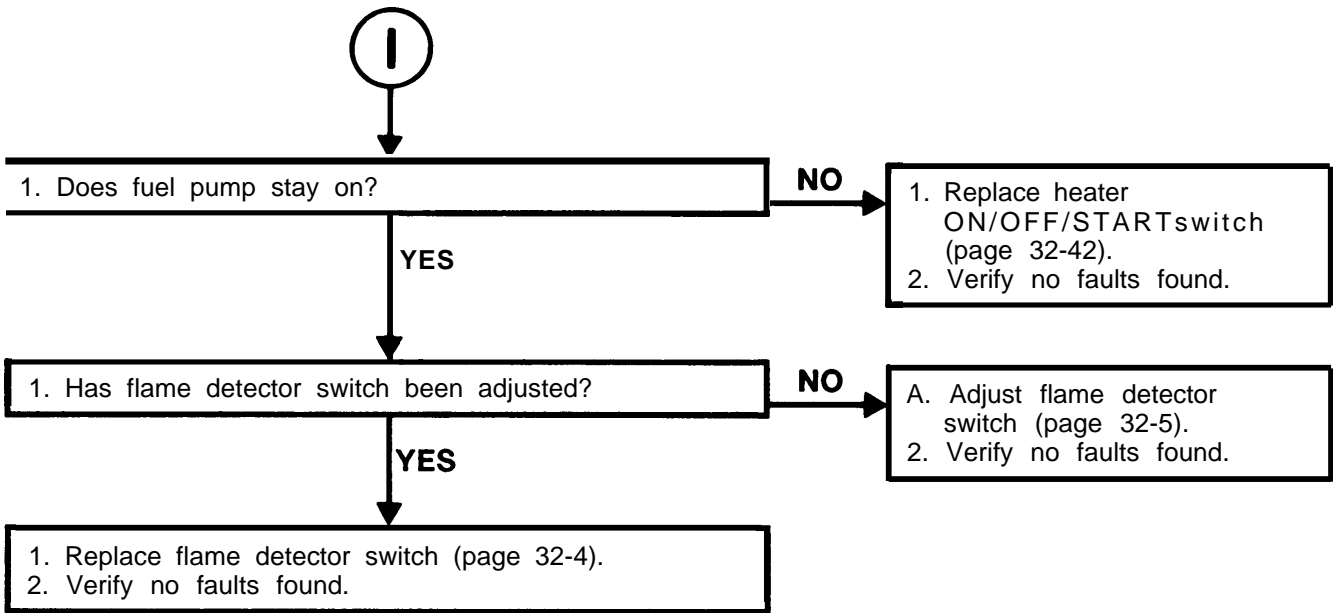 I
1. Does fuel pump stay on?
NO
1. Replace heater
ON/OFF/STARTswitch
(page 32-42).
2. Verify no faults found.
YES
1. Has flame detector switch been adjusted?
NO
A. Adjust flame detector
switch (page 32-5).
2. Verify no faults found.
YES
1. Replace flame detector switch (page 32-4).
2. Verify no faults found.